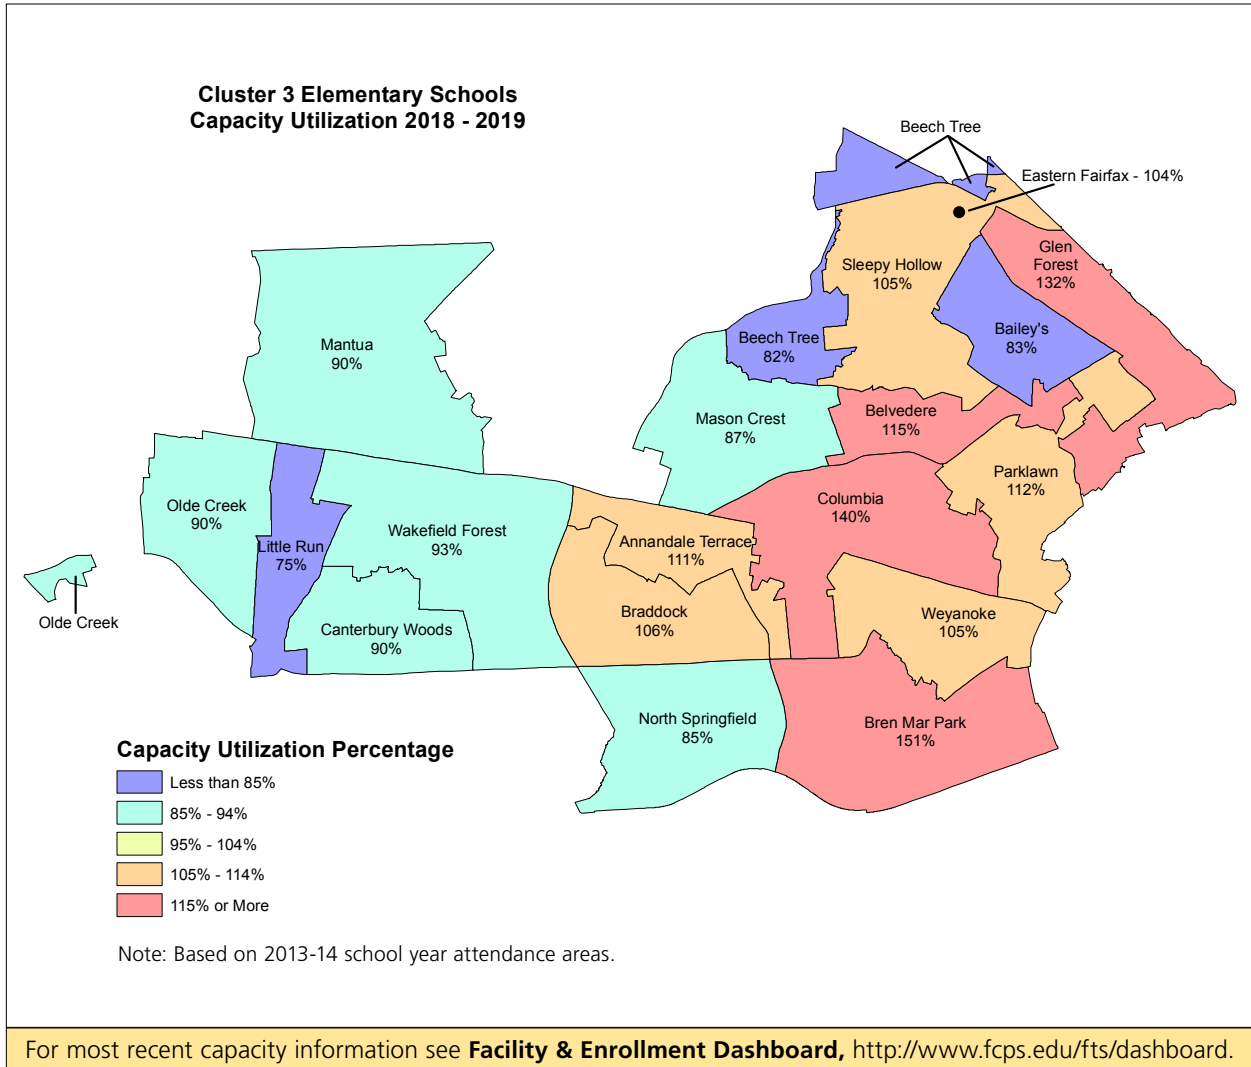 Cluster 3 Elementary Schools
Capacity Utilization 2018 - 2019
Beech Tree
Eastern Fairfax - 104%
Glen
Forest
132%
Sleepy Hollow
105%
Bailey's
83%
Beech Tree
82%
Mantua
90%
Mason Crest
87%
Belvedere
115%
Parklawn
112%
Columbia
140%
Olde Creek
90%
Little Run
75%
Wakefield Forest
93%
Annandale Terrace
111%
Olde Creek
Canterbury Woods
90%
Braddock
106%
Weyanoke
105%
North Springfield
85%
Bren Mar Park
151%
Capacity Utilization Percentage
Less than 85%
85% - 94%
95% - 104%
105% - 114%
115% or More
Note: Based on 2013-14 school year attendance areas.
For most recent capacity information see Facility & Enrollment Dashboard, http://www.fcps.edu/fts/dashboard.